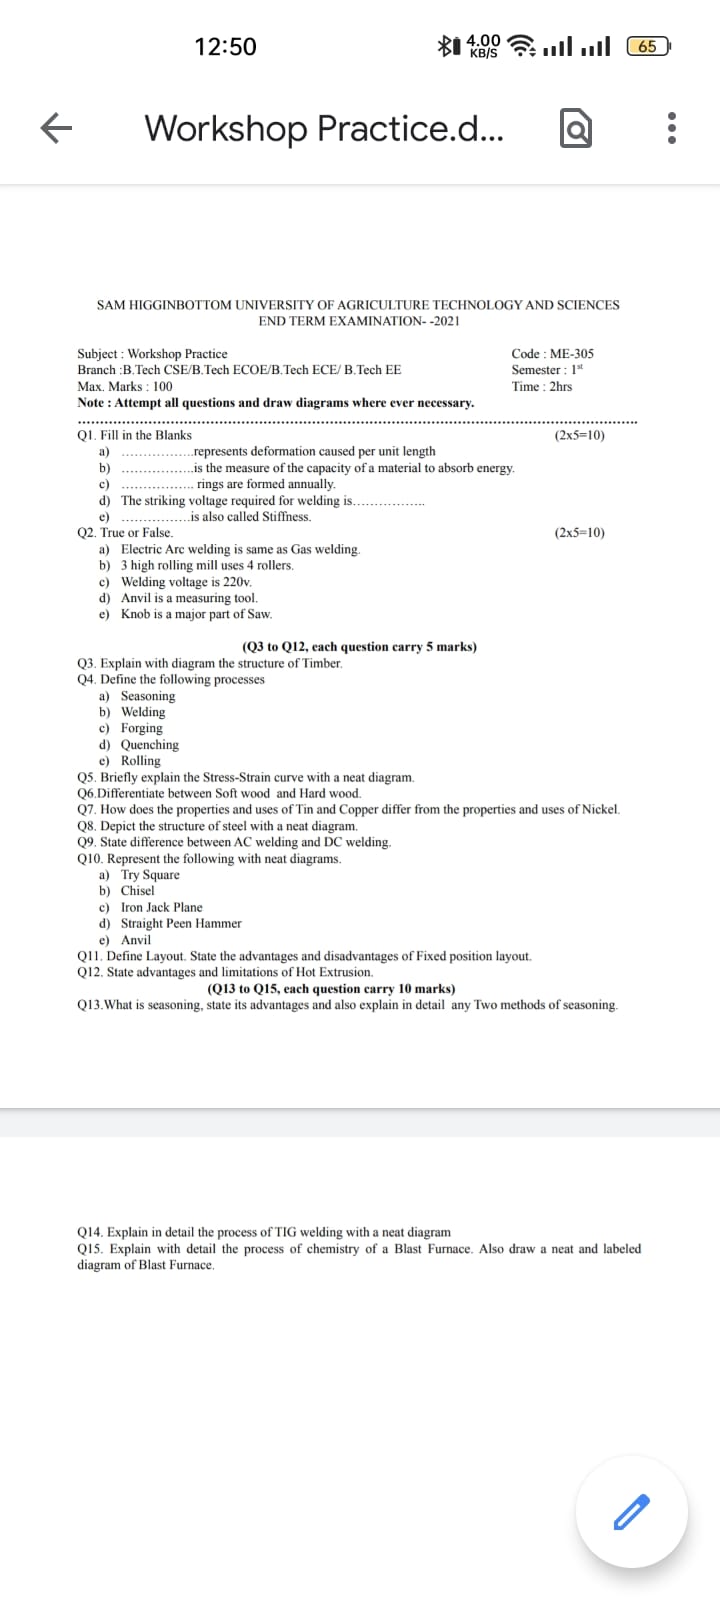 12:50
4.00
KB/S
65
Workshop Practice.d...
SAM HIGGINBOTTOM UNIVERSITY OF AGRICULTURE TECHNOLOGY AND SCIENCES
END TERM EXAMINATION- -2021
Subject : Workshop Practice Code : ME-305
Branch :B.Tech CSE/B.Tech ECOE/B.Tech ECE/ B.Tech EE Semester : 1st
Max. Marks : 100 Time : 2hrs
Note : Attempt all questions and draw diagrams where ever necessary.
Q1. Fill in the Blanks (2x5=10)
a) ..................represents deformation caused per unit length
b) ..................is the measure of the capacity of a material to absorb energy.
c) .................. rings are formed annually.
d) The striking voltage required for welding is..................
e) .................is also called Stiffness.
Q2. True or False. (2x5=10)
a) Electric Arc welding is same as Gas welding.
b) 3 high rolling mill uses 4 rollers.
c) Welding voltage is 220v.
d) Anvil is a measuring tool.
e) Knob is a major part of Saw.
(Q3 to Q12, each question carry 5 marks)
Q3. Explain with diagram the structure of Timber.
Q4. Define the following processes
a) Seasoning
b) Welding
c) Forging
d) Quenching
e) Rolling
Q5. Briefly explain the Stress-Strain curve with a neat diagram.
Q6.Differentiate between Soft wood and Hard wood.
Q7. How does the properties and uses of Tin and Copper differ from the properties and uses of Nickel.
Q8. Depict the structure of steel with a neat diagram.
Q9. State difference between AC welding and DC welding.
Q10. Represent the following with neat diagrams.
a) Try Square
b) Chisel
c) Iron Jack Plane
d) Straight Peen Hammer
e) Anvil
Q11. Define Layout. State the advantages and disadvantages of Fixed position layout.
Q12. State advantages and limitations of Hot Extrusion.
(Q13 to Q15, each question carry 10 marks)
Q13.What is seasoning, state its advantages and also explain in detail any Two methods of seasoning.
Q14. Explain in detail the process of TIG welding with a neat diagram
Q15. Explain with detail the process of chemistry of a Blast Furnace. Also draw a neat and labeled
diagram of Blast Furnace.